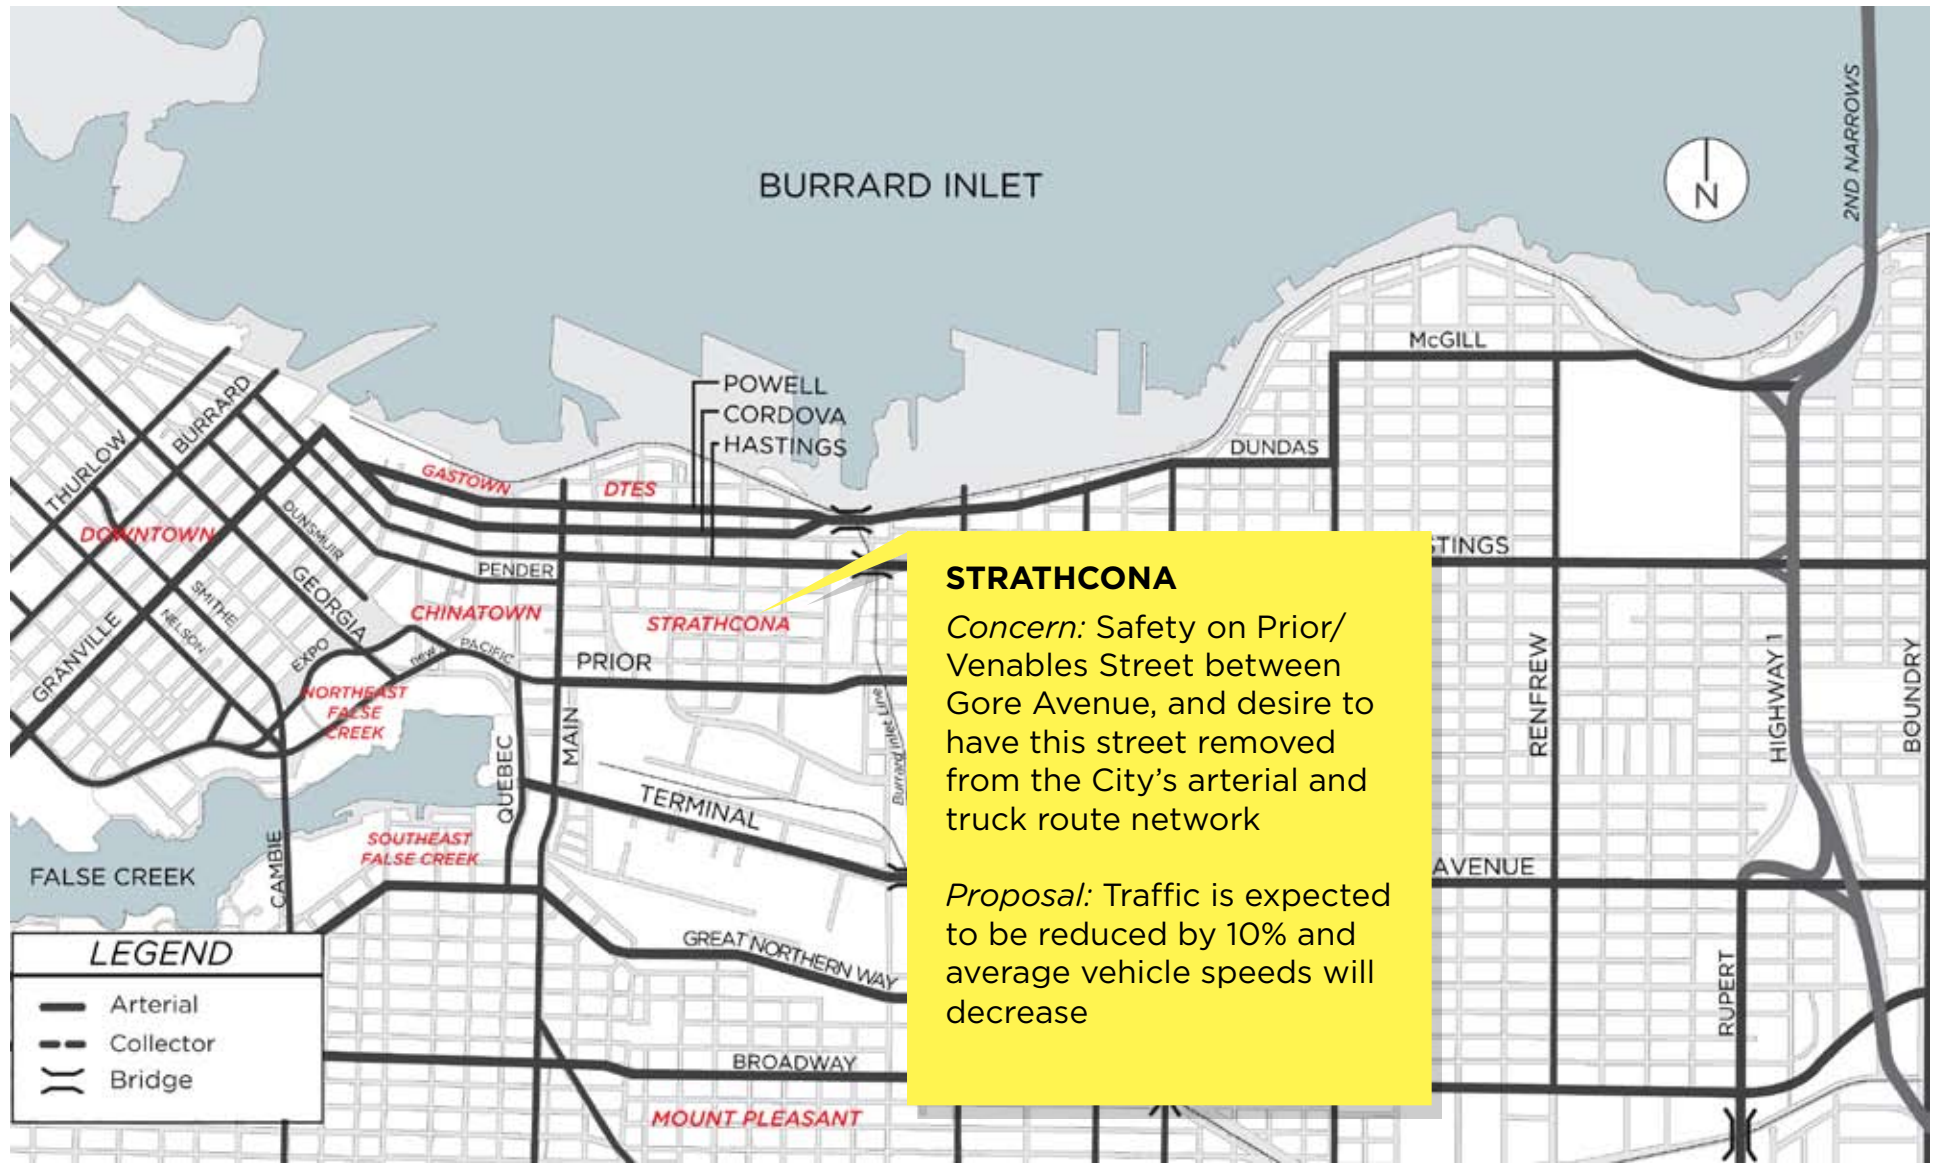 2ND NARROWS
BURRARD INLET
N
McGILL
POWELL
CORDOVA
HASTINGS
DUNDAS
THURLOW
BURRARD
GASTOWN
DTES
DOWNTOWN
DUNSMUIR
STINGS
PENDER
GEORGIA
SMITHE
NELSON
GRANVILLE
CHINATOWN
STRATHCONA
EXPO
new
PACIFIC
PRIOR
NORTHEAST
FALSE
CREEK
QUEBEC
MAIN
Burrard Inlet Line
TERMINAL
RENFREW
HIGHWAY 1
BOUNDRY
SOUTHEAST
FALSE CREEK
FALSE CREEK
CAMBIE
AVENUE
GREAT NORTHERN WAY
RUPERT
BROADWAY
MOUNT PLEASANT
STRATHCONA
Concern: Safety on Prior/
Venables Street between
Gore Avenue, and desire to
have this street removed
from the City’s arterial and
truck route network
Proposal: Traffic is expected
to be reduced by 10% and
average vehicle speeds will
decrease
LEGEND
Arterial
Collector
Bridge